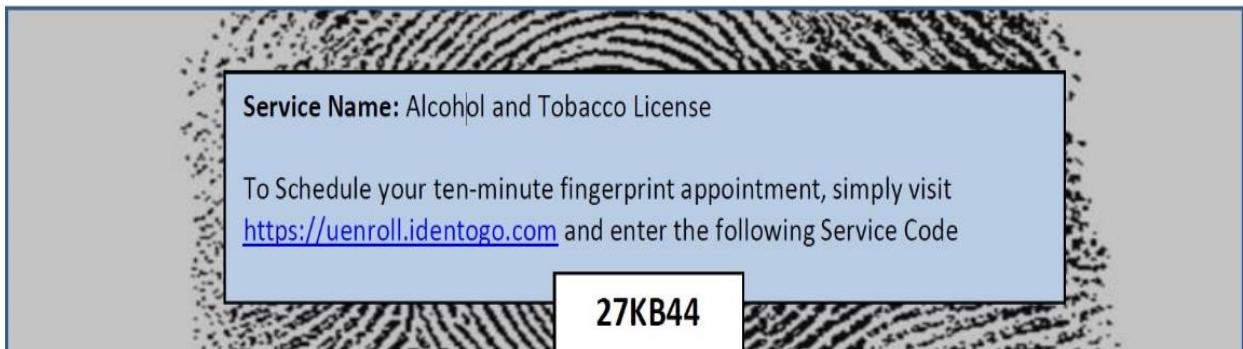 Service Name: Alcohol and Tobacco License
To Schedule your ten-minute fingerprint appointment, simply visit
https://uenroll.identogo.com and enter the following Service Code
27KB44